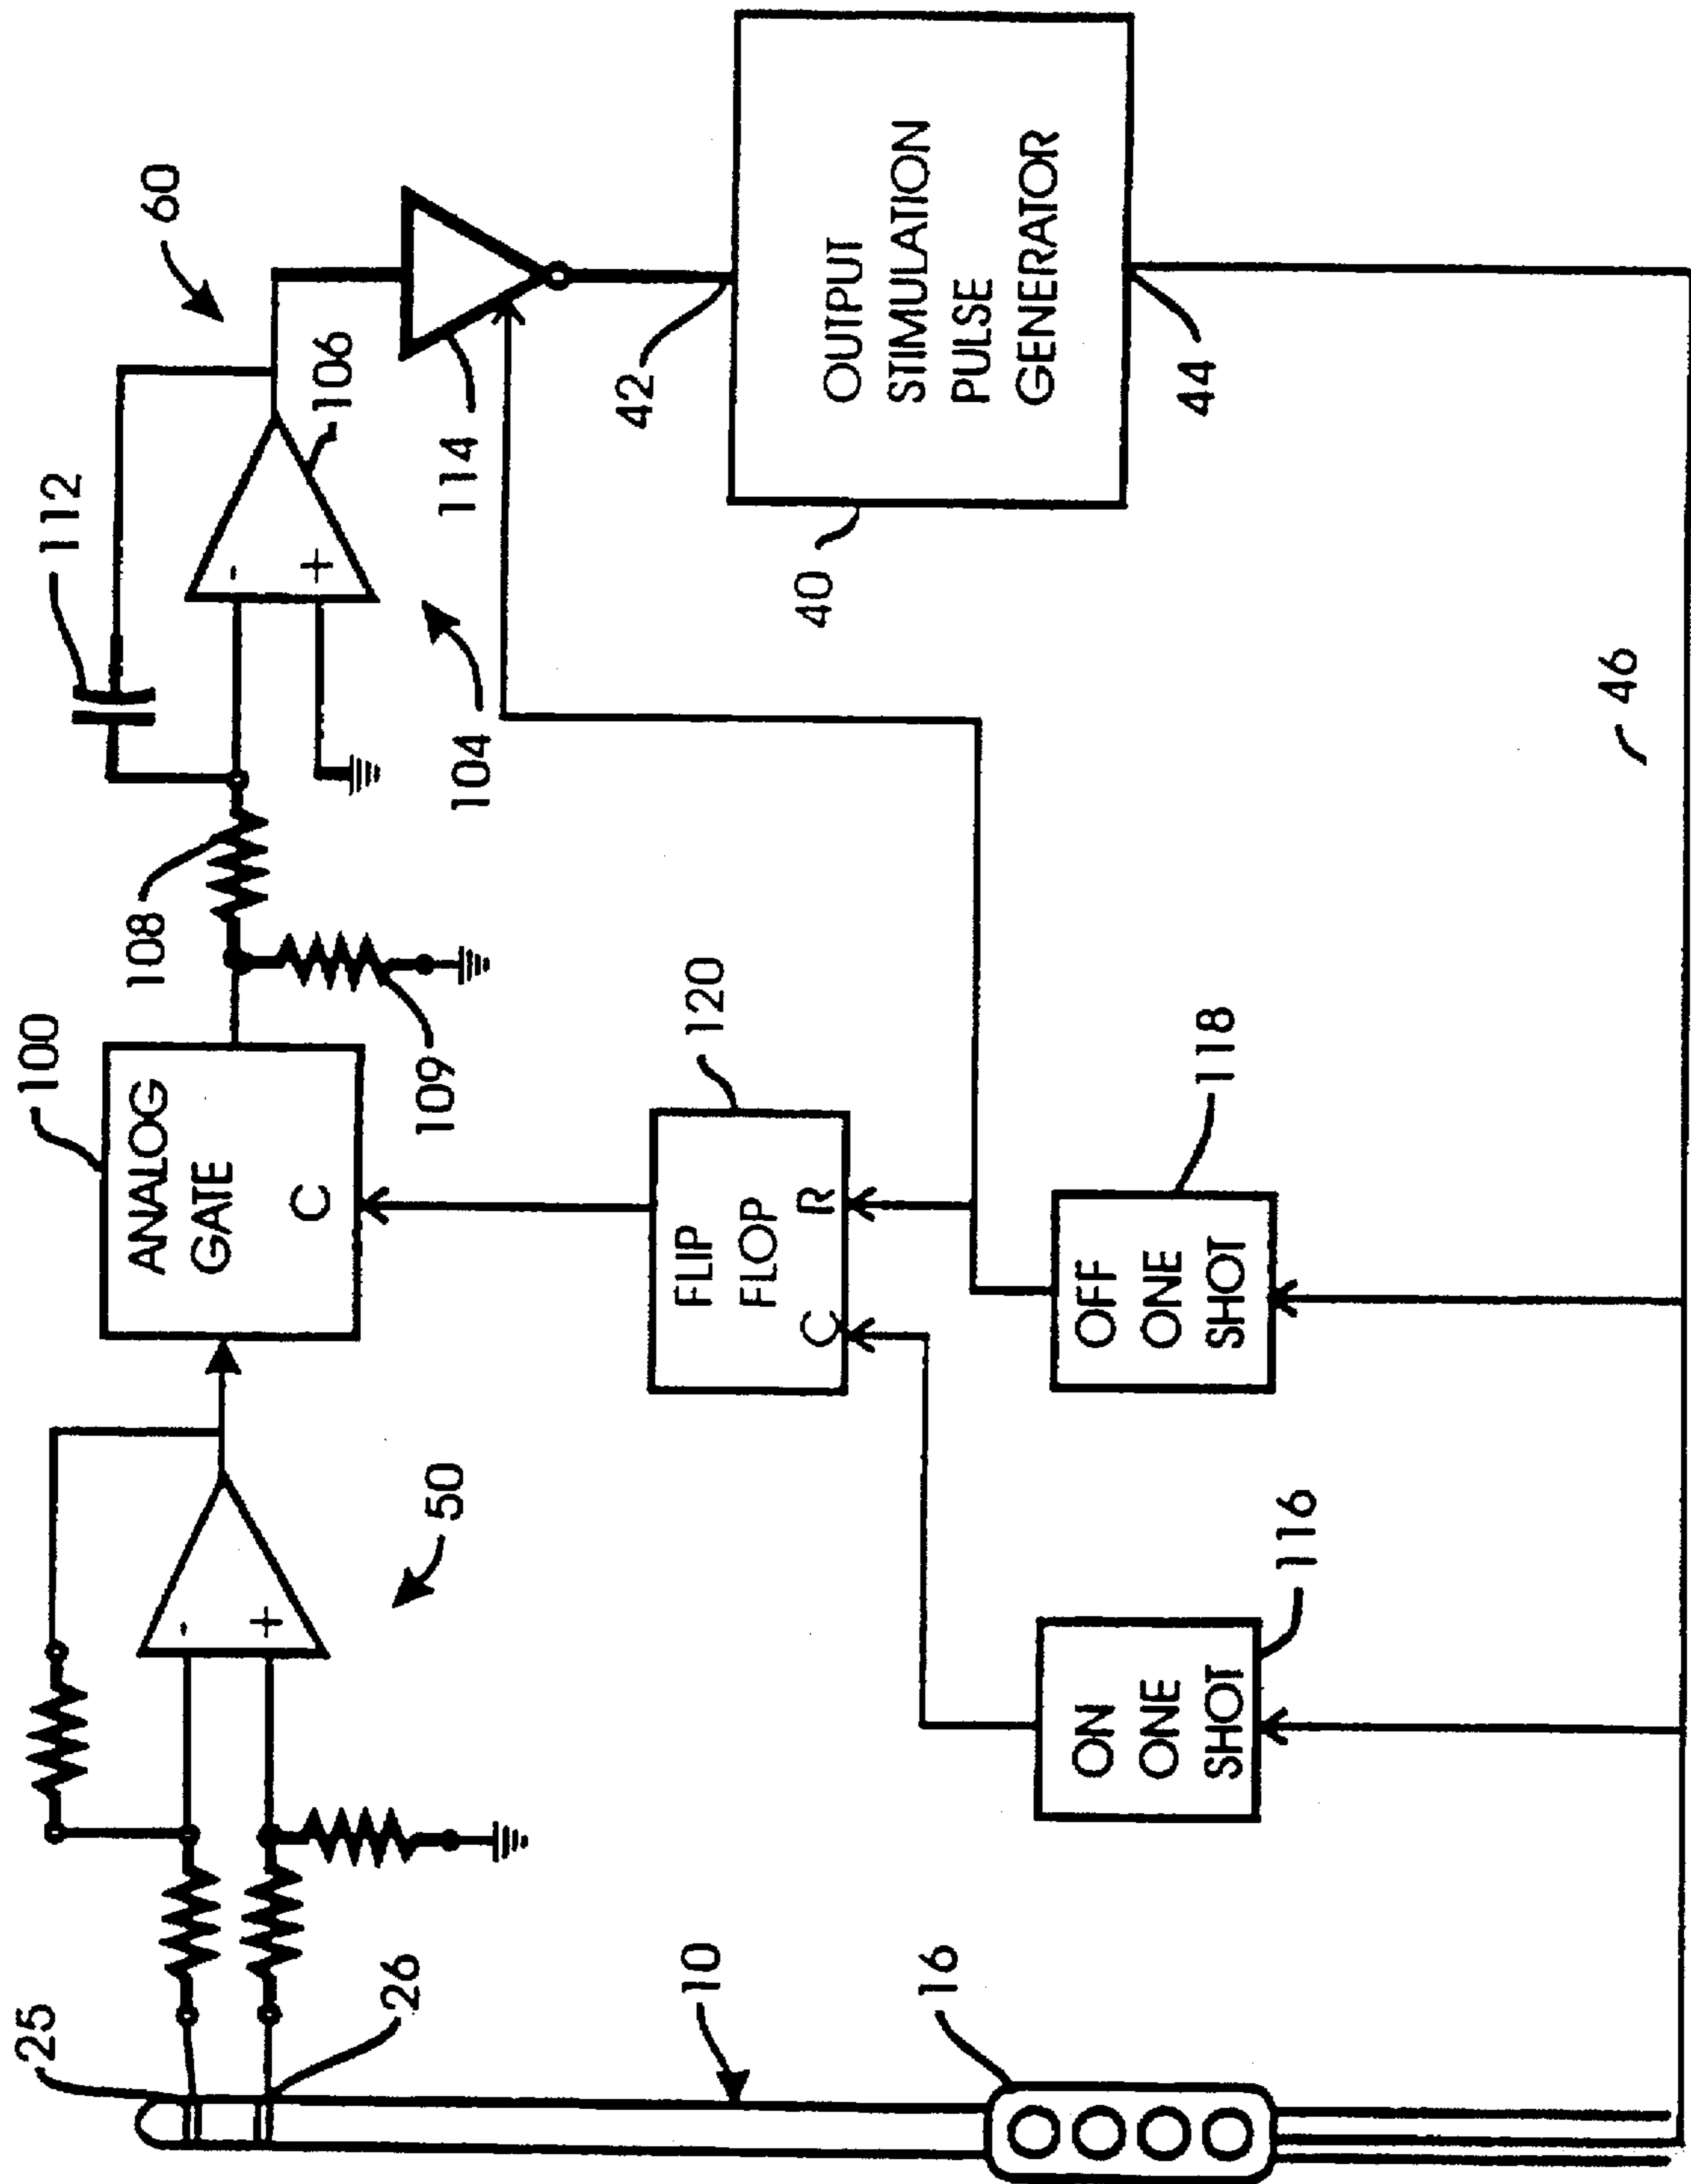 25
26
10
16
50
100
ANALOG
GATE
C
108
109
112
106
104
60
114
42
OUTPUT
STIMULATION
PULSE
GENERATOR
40
44
46
120
FLIP
FLOP
C
R
ON
ONE
SHOT
116
OFF
ONE
SHOT
118
-
+
-
+